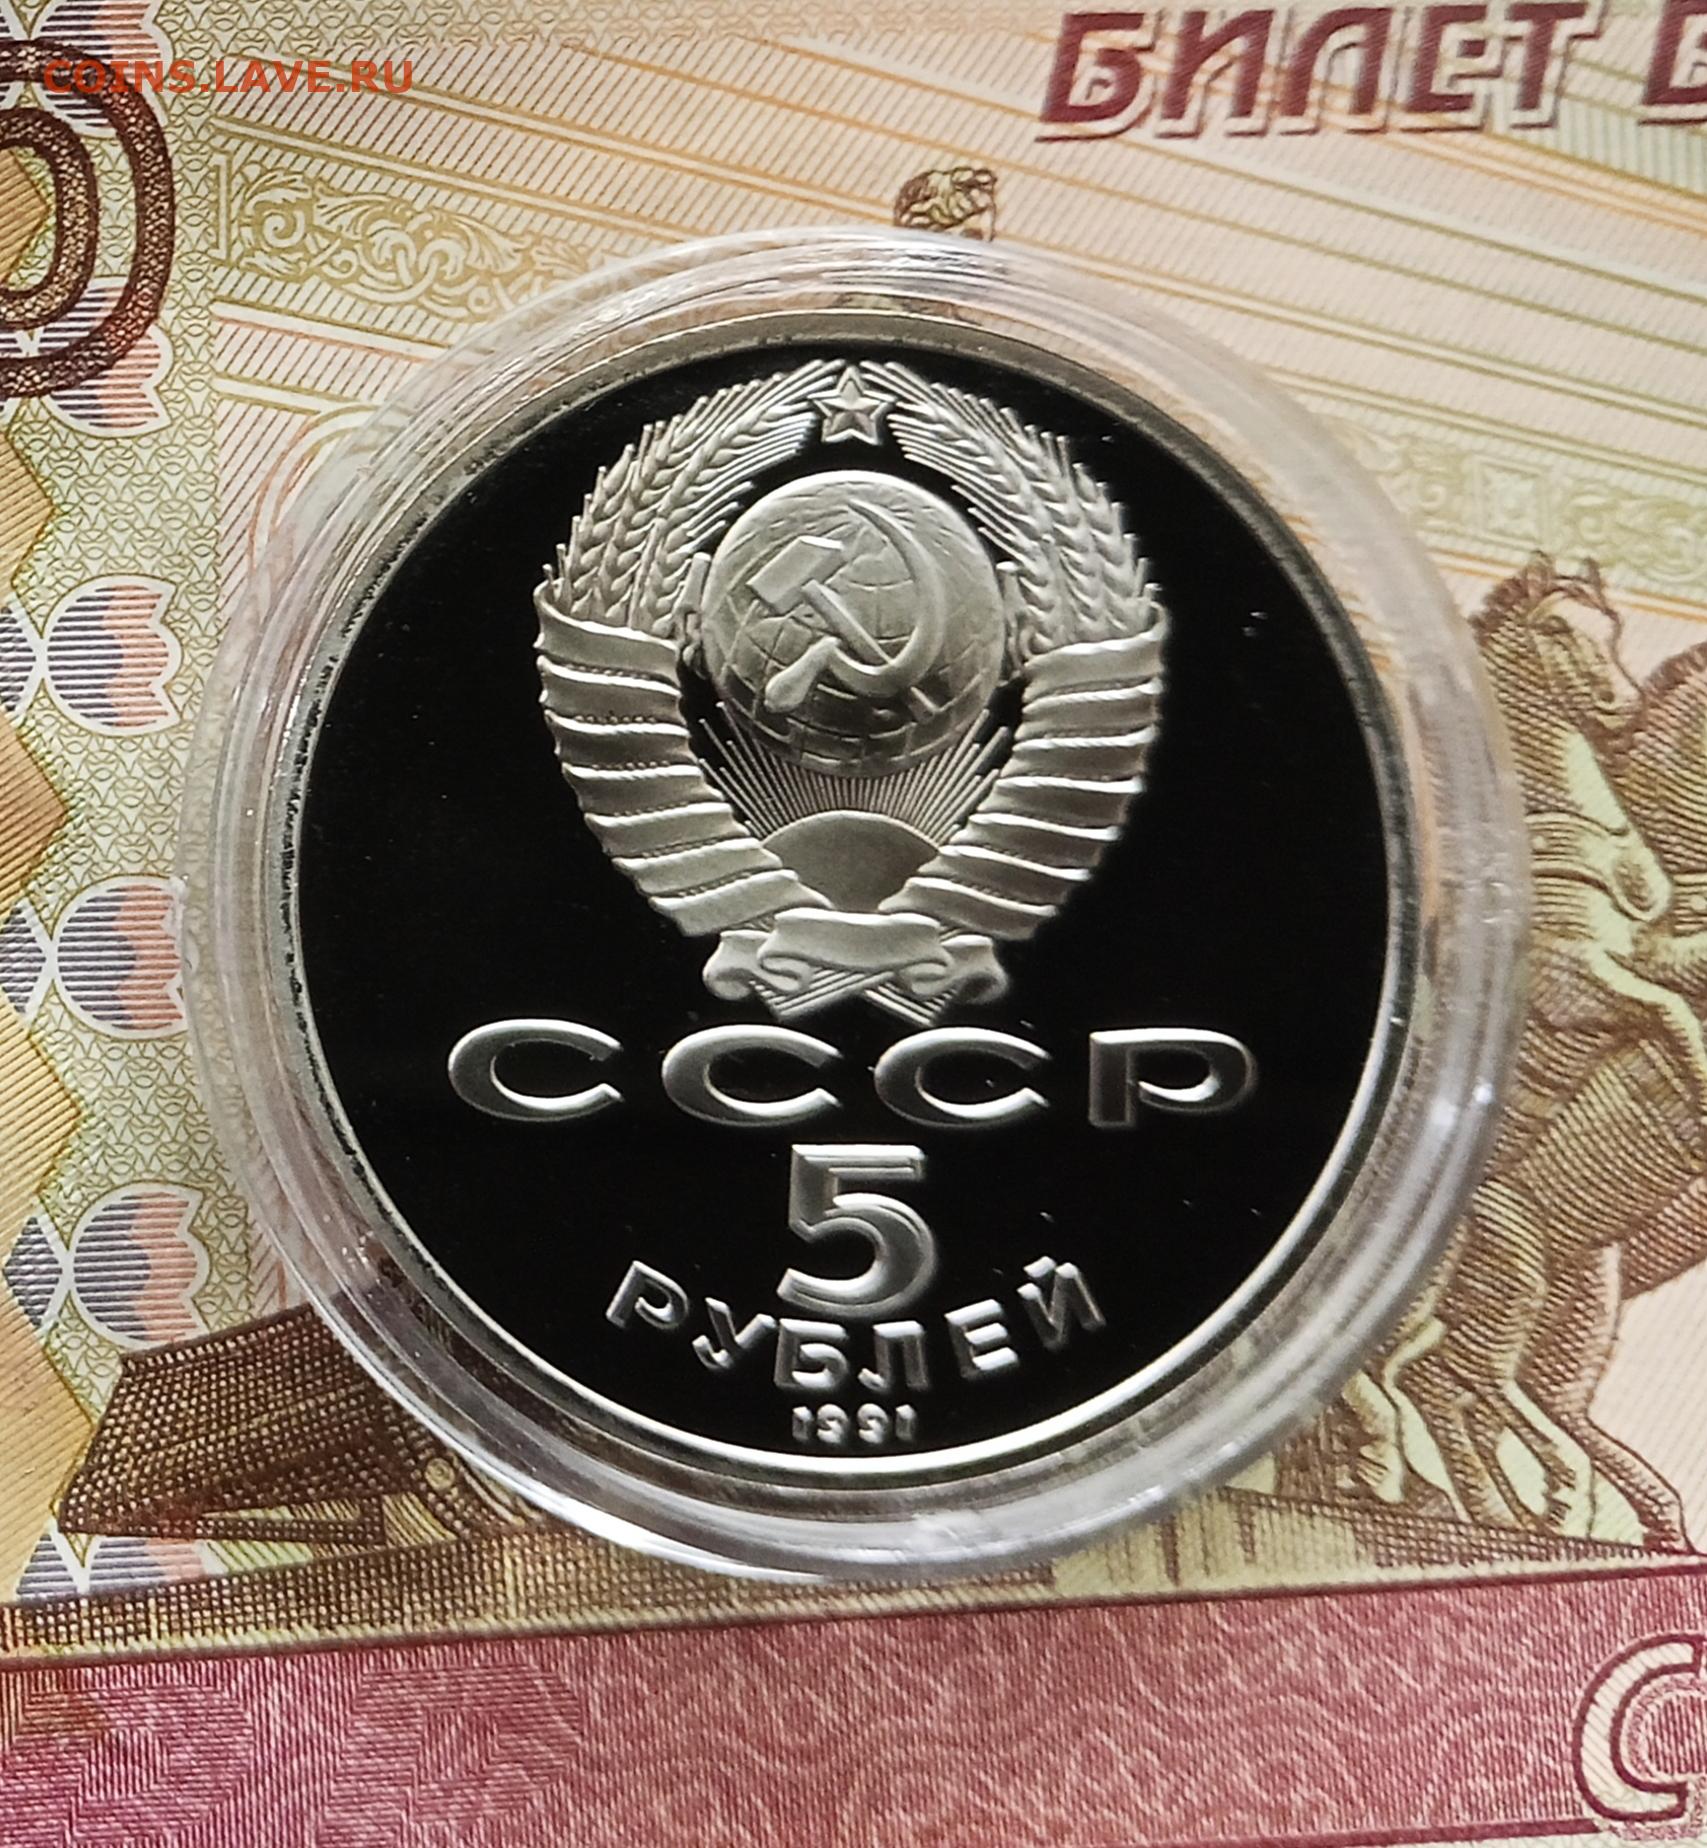 COINS.LAVE.RU
БИЛЕТ Б
СССР
5
РУБЛЕЙ
1991
С